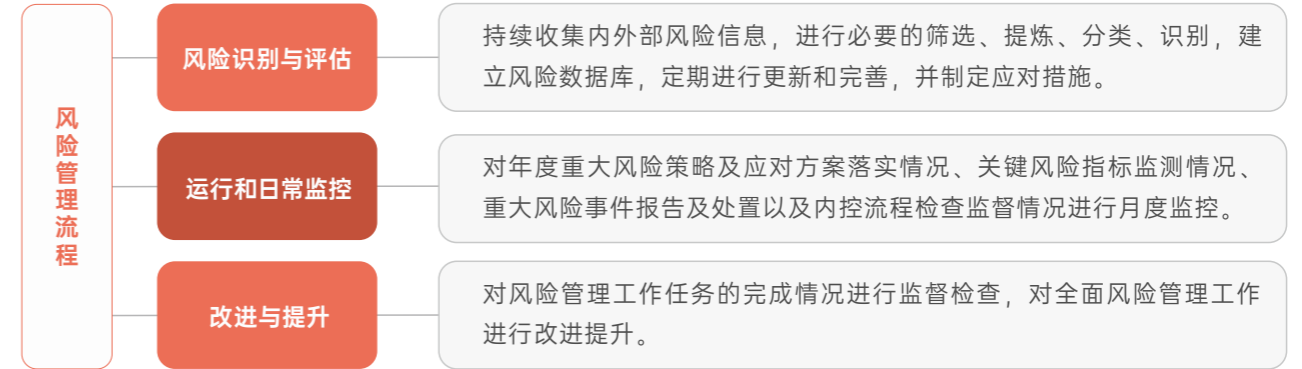 风险管理流程
风险识别与评估
持续收集内外部风险信息，进行必要的筛选、提炼、分类、识别，建
立风险数据库，定期进行更新和完善，并制定应对措施。
运行和日常监控
对年度重大风险策略及应对方案落实情况、关键风险指标监测情况、
重大风险事件报告及处置以及内控流程检查监督情况进行月度监控。
改进与提升
对风险管理工作任务的完成情况进行监督检查，对全面风险管理工作
进行改进提升。